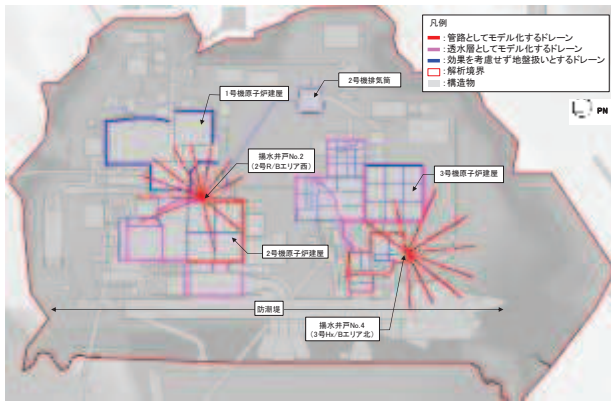 凡例
：管路としてモデル化するドレーン
：透水層としてモデル化するドレーン
：効果を考慮せず地盤扱いとするドレーン
：解析境界
：構造物
PN
2号機排気筒
1号機原子炉建屋
揚水井戸No.2
（2号R/Bエリア西）
3号機原子炉建屋
2号機原子炉建屋
防潮堤
揚水井戸No.4
（3号Hx/Bエリア北）